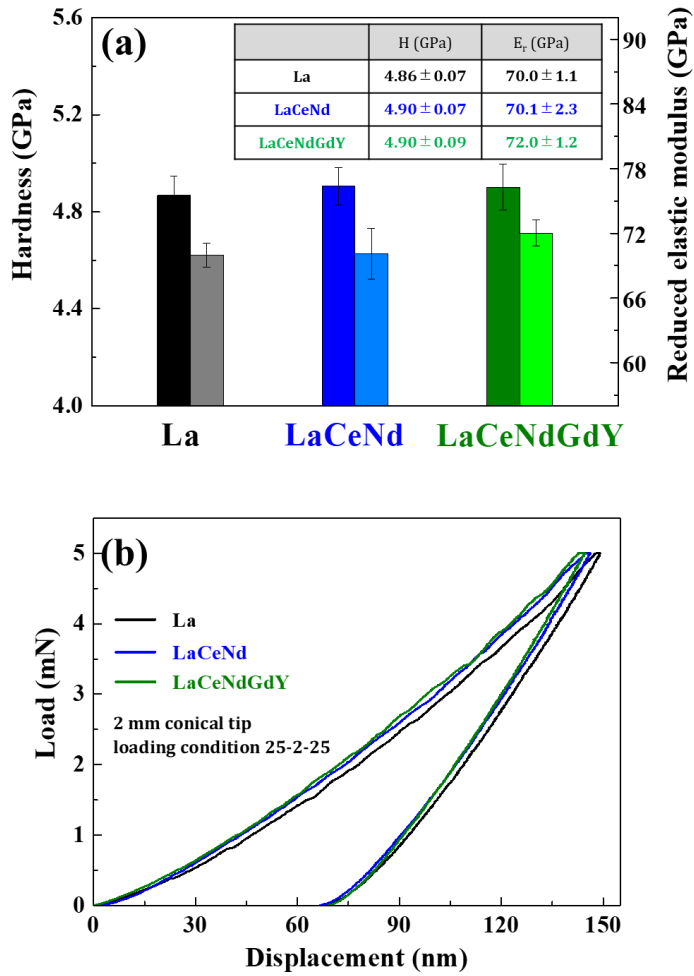 (a)
5.6
5.2
4.8
4.4
4.0
Hardness (GPa)
H (GPa) Er (GPa)
La 4.86±0.07 70.0±1.1
LaCeNd 4.90±0.07 70.1±2.3
LaCeNdGdY 4.90±0.09 72.0±1.2
90
84
78
72
66
60
Reduced elastic modulus (GPa)
La LaCeNd LaCeNdGdY
(b)
5
4
3
2
1
0
Load (mN)
La
LaCeNd
LaCeNdGdY
2 mm conical tip
loading condition 25-2-25
0 30 60 90 120 150
Displacement (nm)